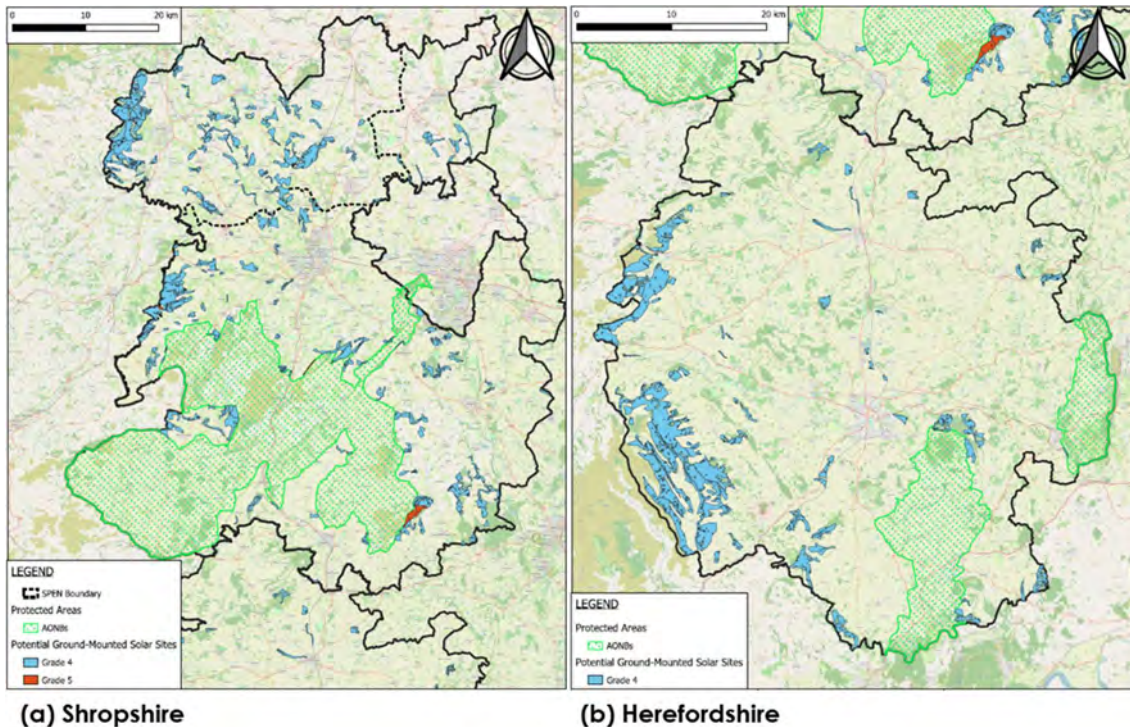 0 10 20 km
LEGEND
SPEN Boundary
Protected Areas
AONBs
Potential Ground-Mounted Solar Sites
Grade 4
Grade 5
(a) Shropshire
0 10 20 km
LEGEND
Protected Areas
AONBs
Potential Ground-Mounted Solar Sites
Grade 4
(b) Herefordshire